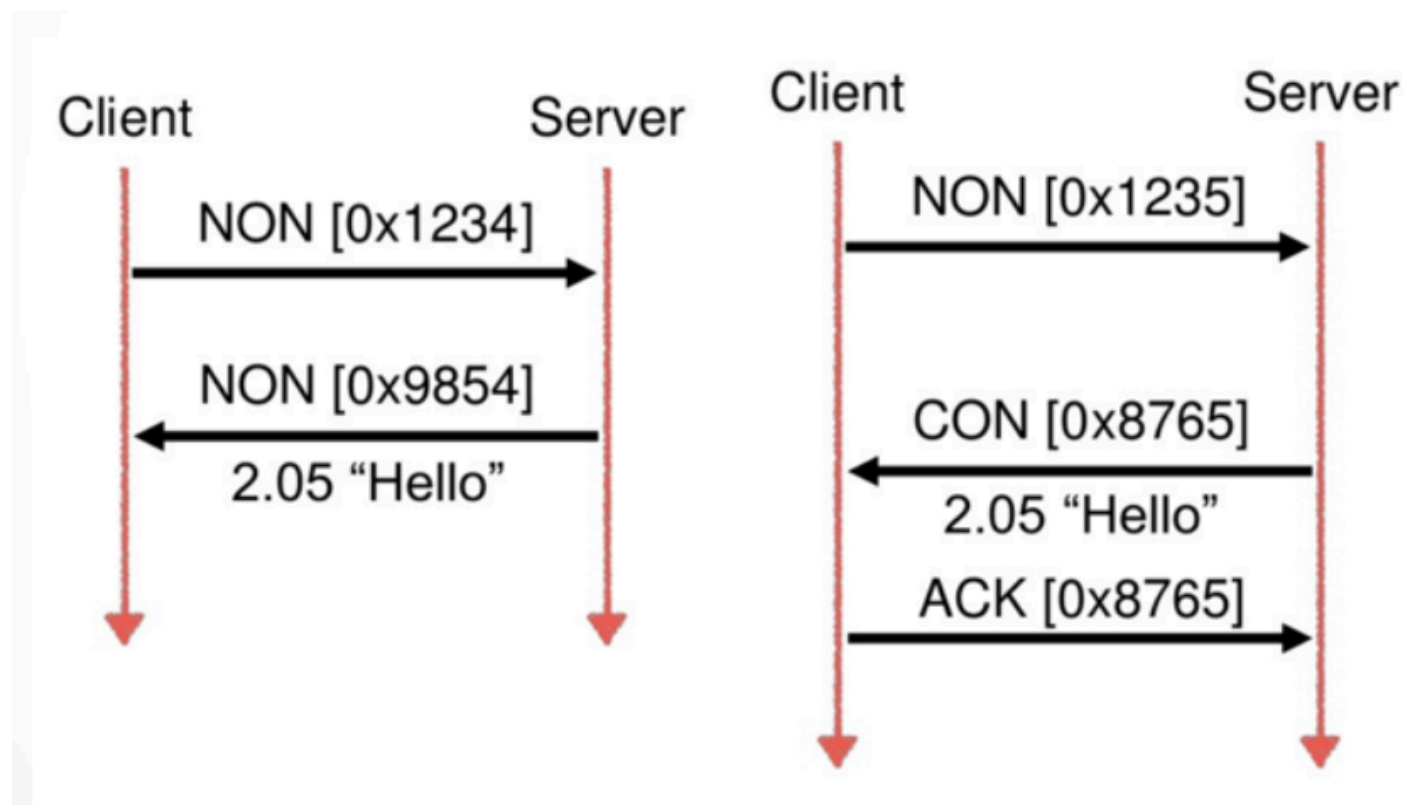 Client Server
NON [0x1234]
NON [0x9854]
2.05 “Hello”
Client Server
NON [0x1235]
CON [0x8765]
2.05 “Hello”
ACK [0x8765]